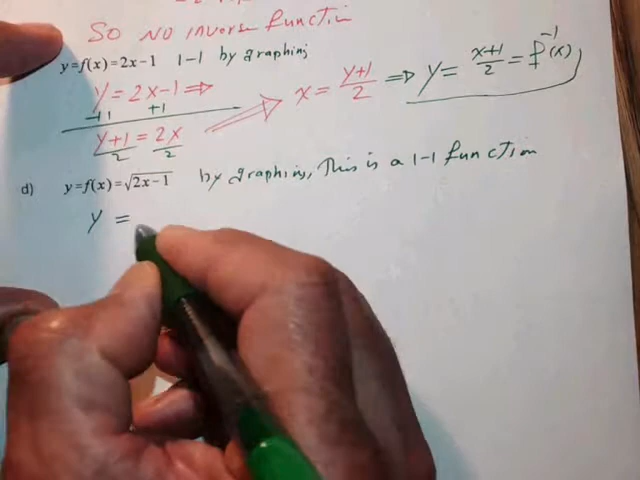 So No Inverse function
y=f(x)=2x-1 1-1 by graphing
y = 2x-1 ⇒
+1 +1
y+1/2 = 2x/2 ⇒ x = y+1/2 ⇒ y = x+1/2 = f⁻¹(x)
d) y=f(x)=√2x-1 by graphing, This is a 1-1 function
y =